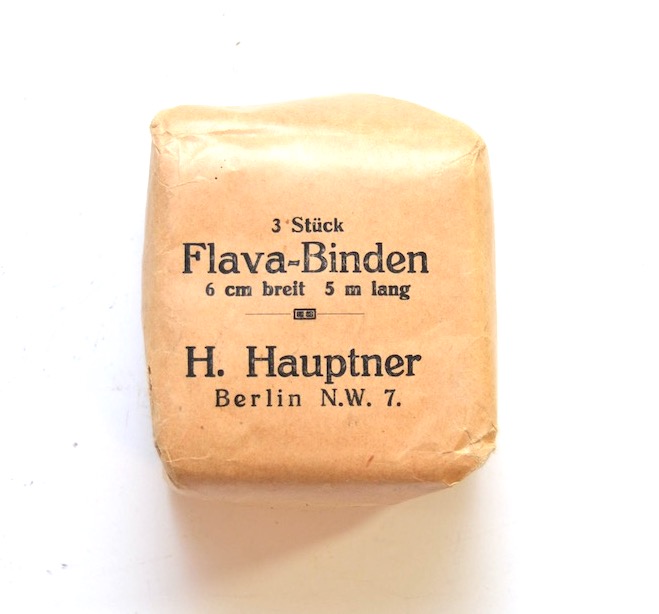 3 Stück
Flava-Binden
6 cm breit 5 m lang
H. Hauptner
Berlin N.W. 7.